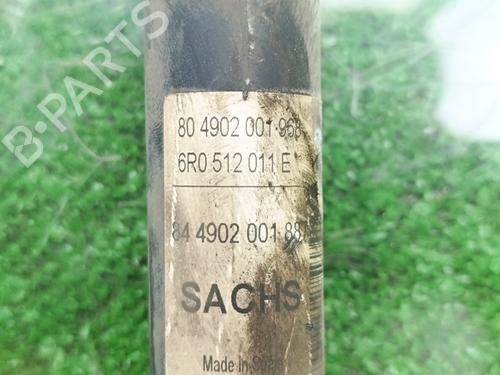 B-PARTS
80 4902 001 968
6R0 512 011 E
84 4902 001 88
SACHS
Made In Spain